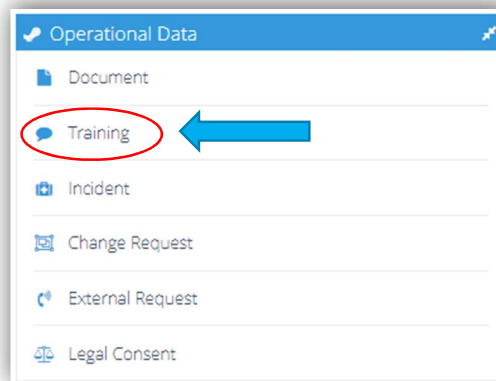 Operational Data
Document
Training
Incident
Change Request
External Request
Legal Consent